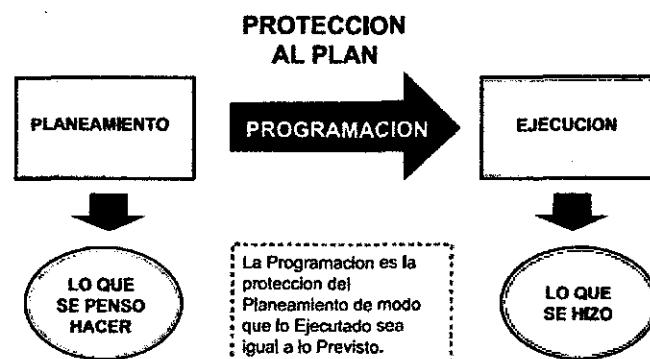 PROTECCION
AL PLAN
PLANEAMIENTO
PROGRAMACION
EJECUCION
LO QUE
SE PENSO
HACER
La Programacion es la
proteccion del
Planeamiento de modo
que lo Ejecutado sea
igual a lo Previsto.
LO QUE
SE HIZO